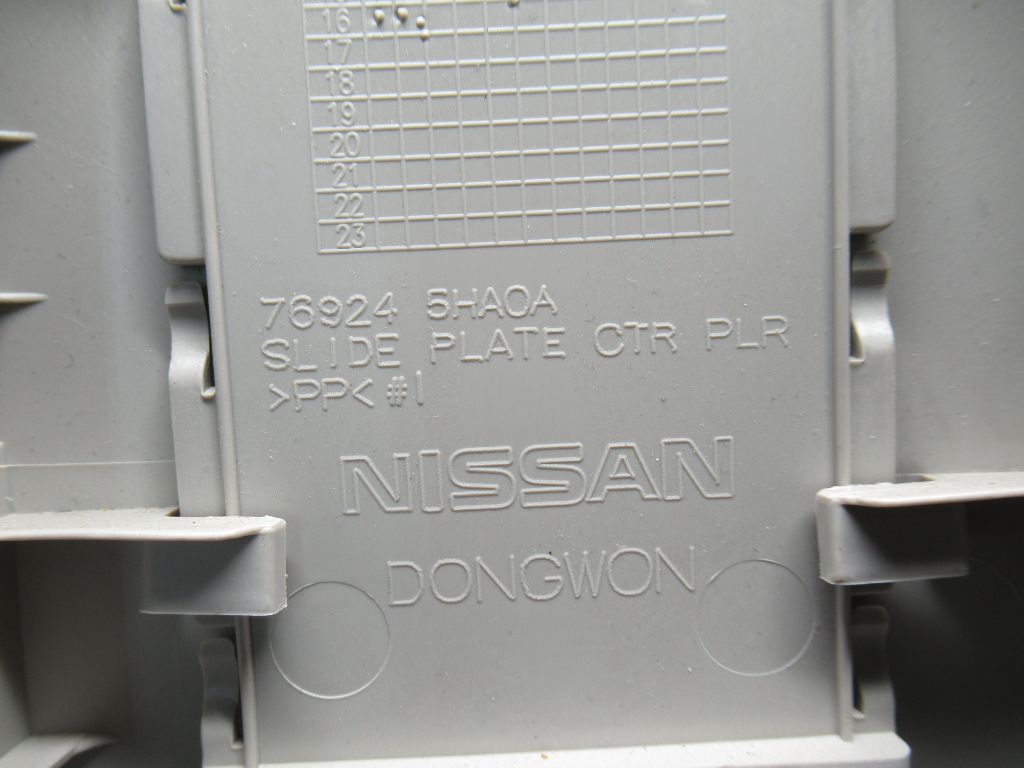 16
17
18
19
20
21
22
23
76924 5HA0A
SLIDE PLATE CTR PLR
>PP< #1
NISSAN
DONGWON